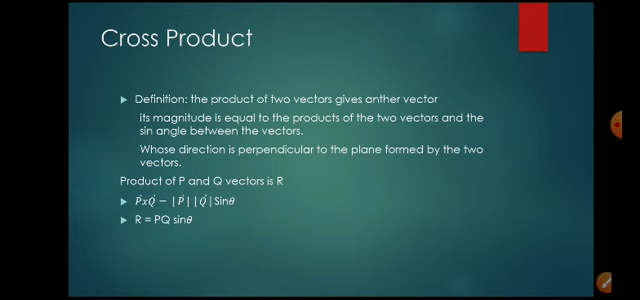 Cross Product
Definition: the product of two vectors gives anther vector
its magnitude is equal to the products of the two vectors and the
sin angle between the vectors.
Whose direction is perpendicular to the plane formed by the two
vectors.
Product of P and Q vectors is R
P⃗xQ⃗ − |P⃗||Q⃗|Sinθ
R = PQ sinθ